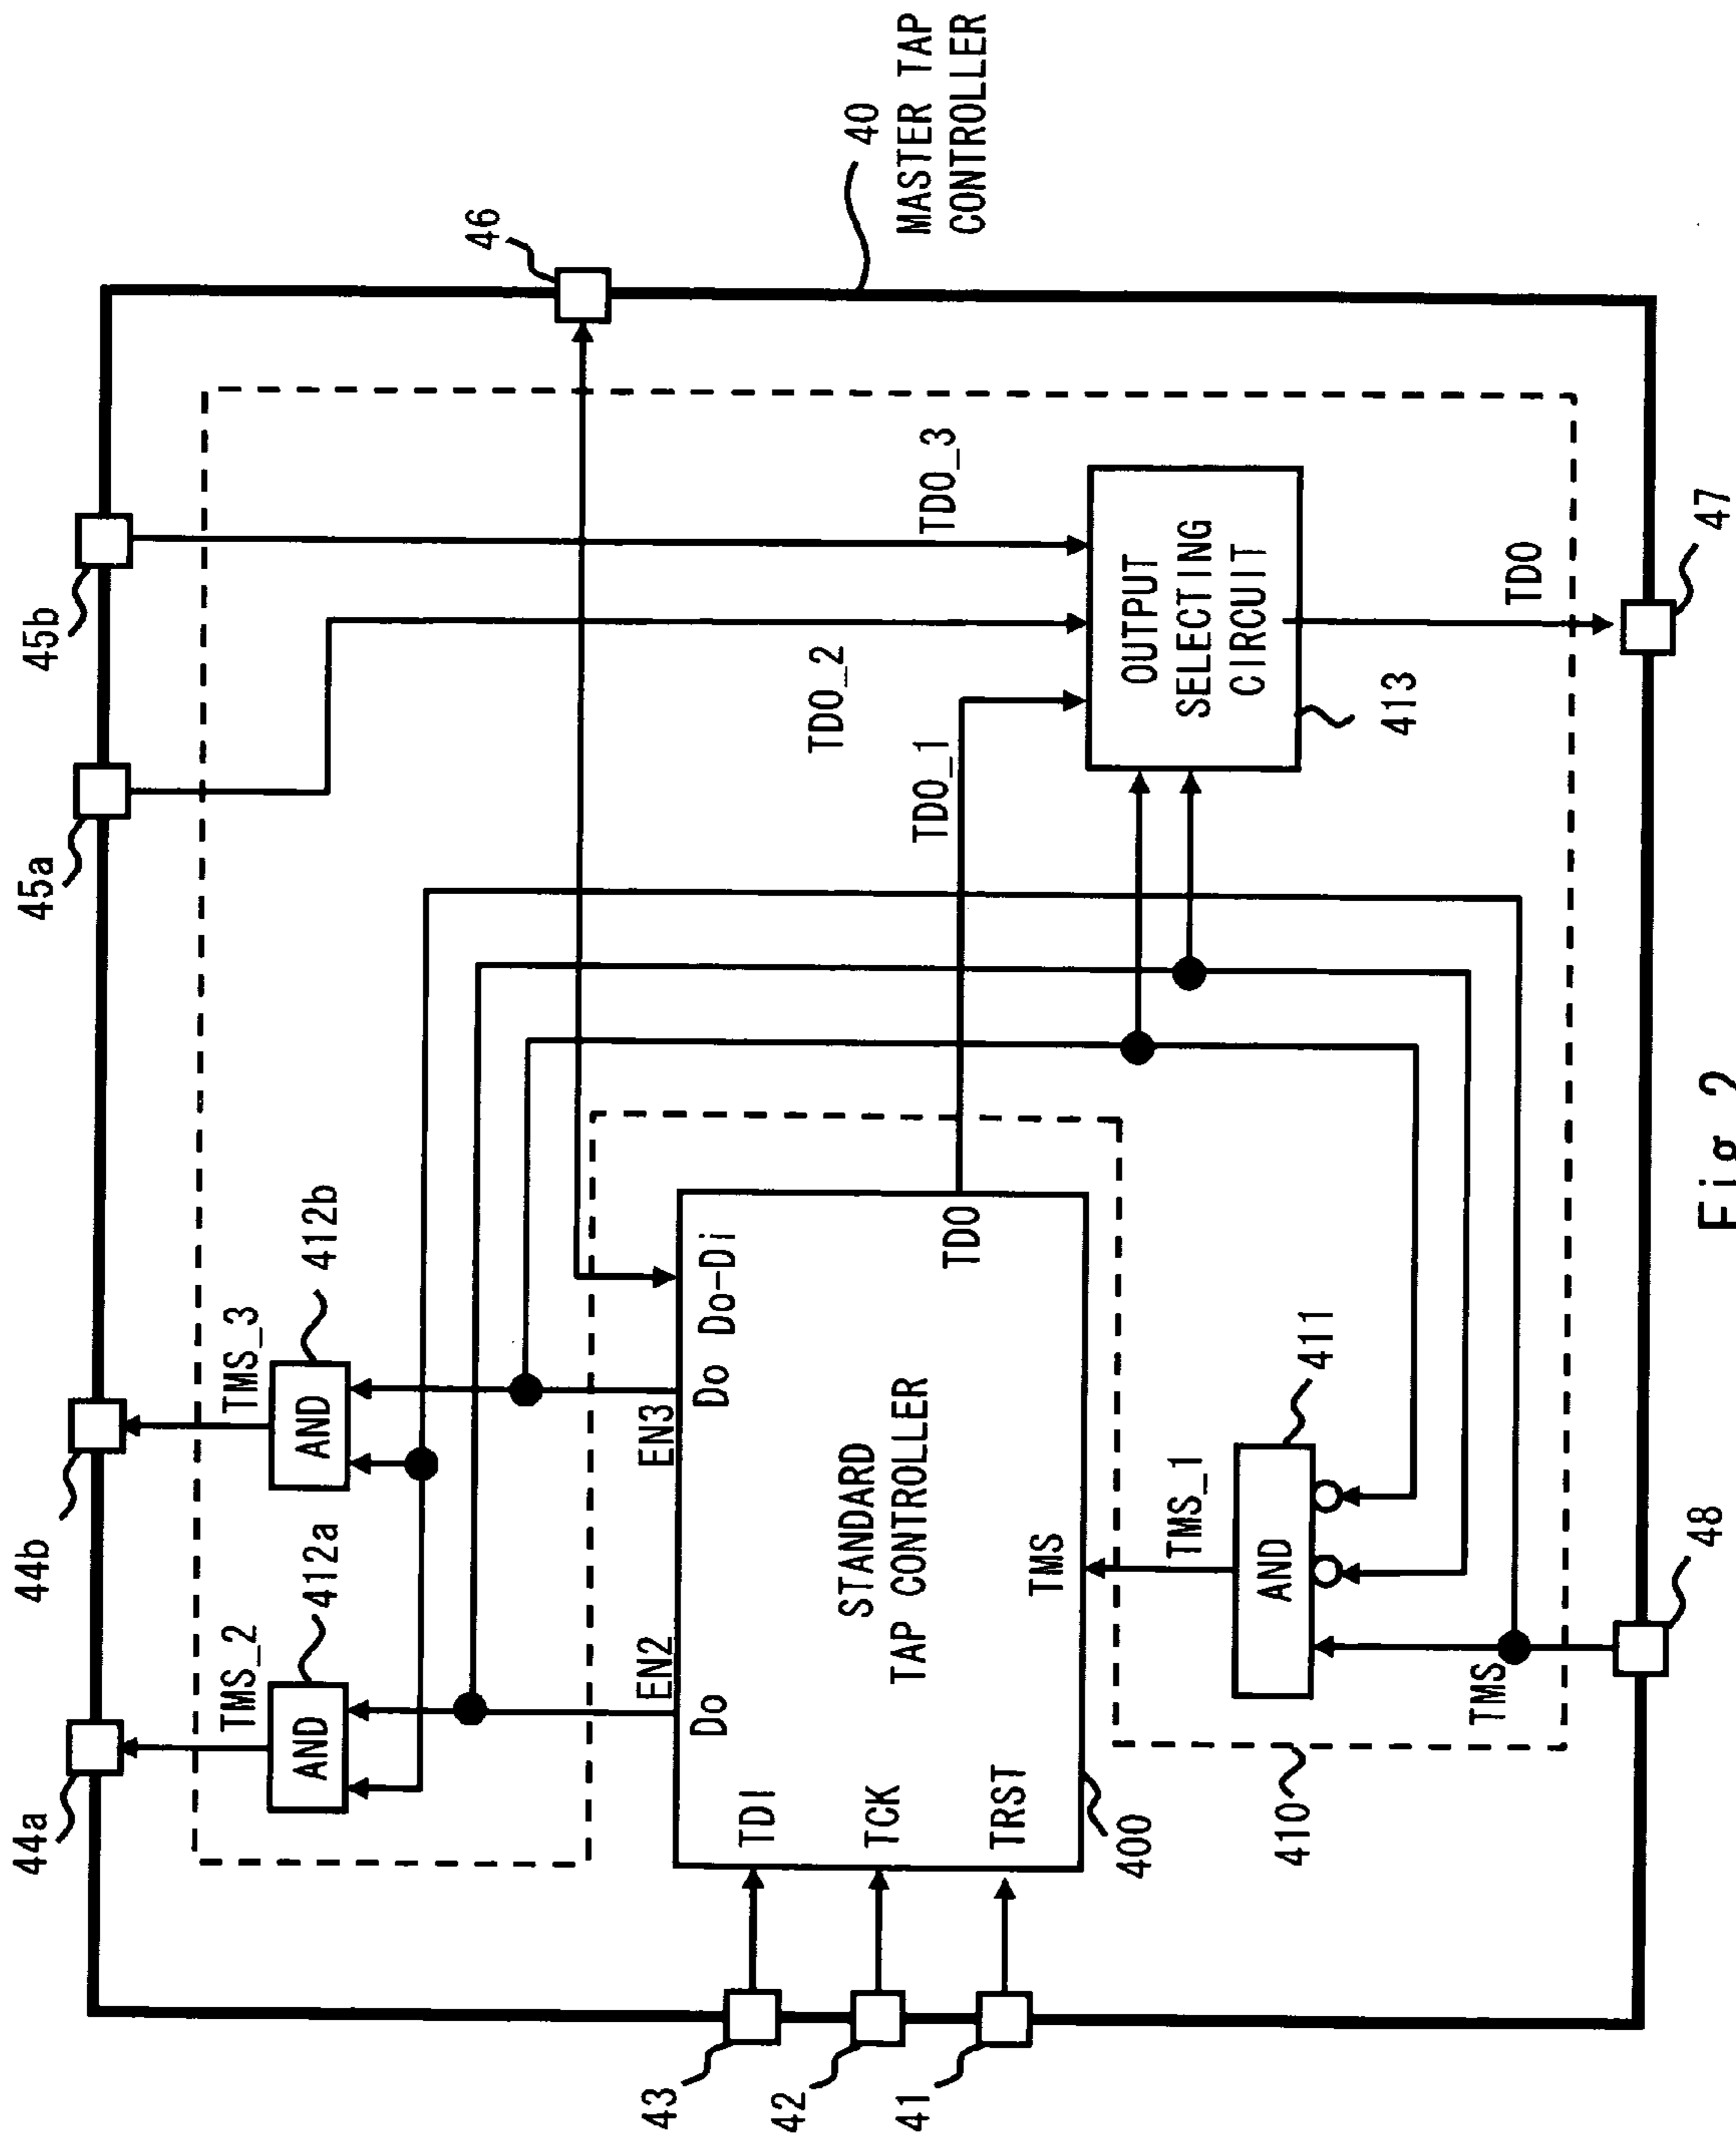 44a
44b
45a
45b
46
40
MASTER TAP
CONTROLLER
TMS_2
412a
AND
TMS_3
412b
AND
TDO_3
TDO_2
TDO_1
EN2
EN3
Do
Do
Do-Di
TDI
TCK
TRST
STANDARD
TAP CONTROLLER
TDO
TMS
400
43
42
41
OUTPUT
SELECTING
CIRCUIT
413
TMS_1
AND
411
410
TMS
TDO
48
47
Fig. 2